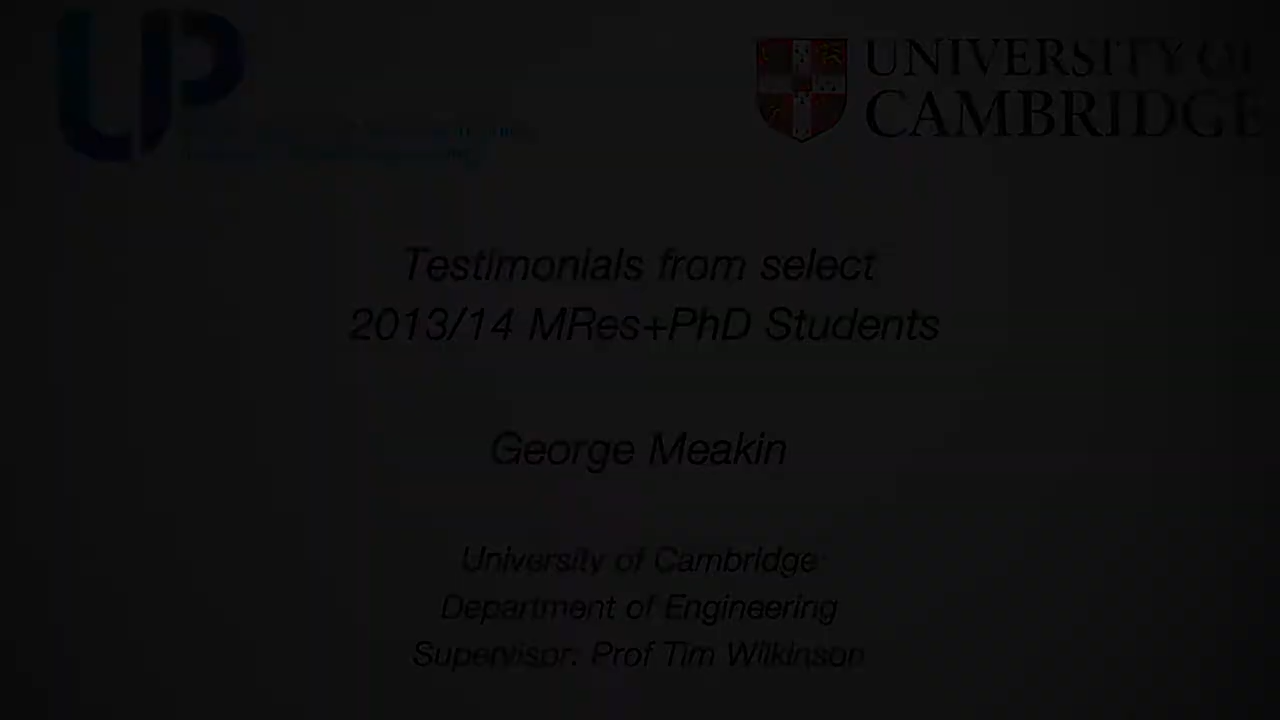 UP
UNIVERSITY OF
CAMBRIDGE
Testimonials from select
2013/14 MRes+PhD Students
George Meakin
University of Cambridge
Department of Engineering
Supervisor: Prof Tim Wilkinson